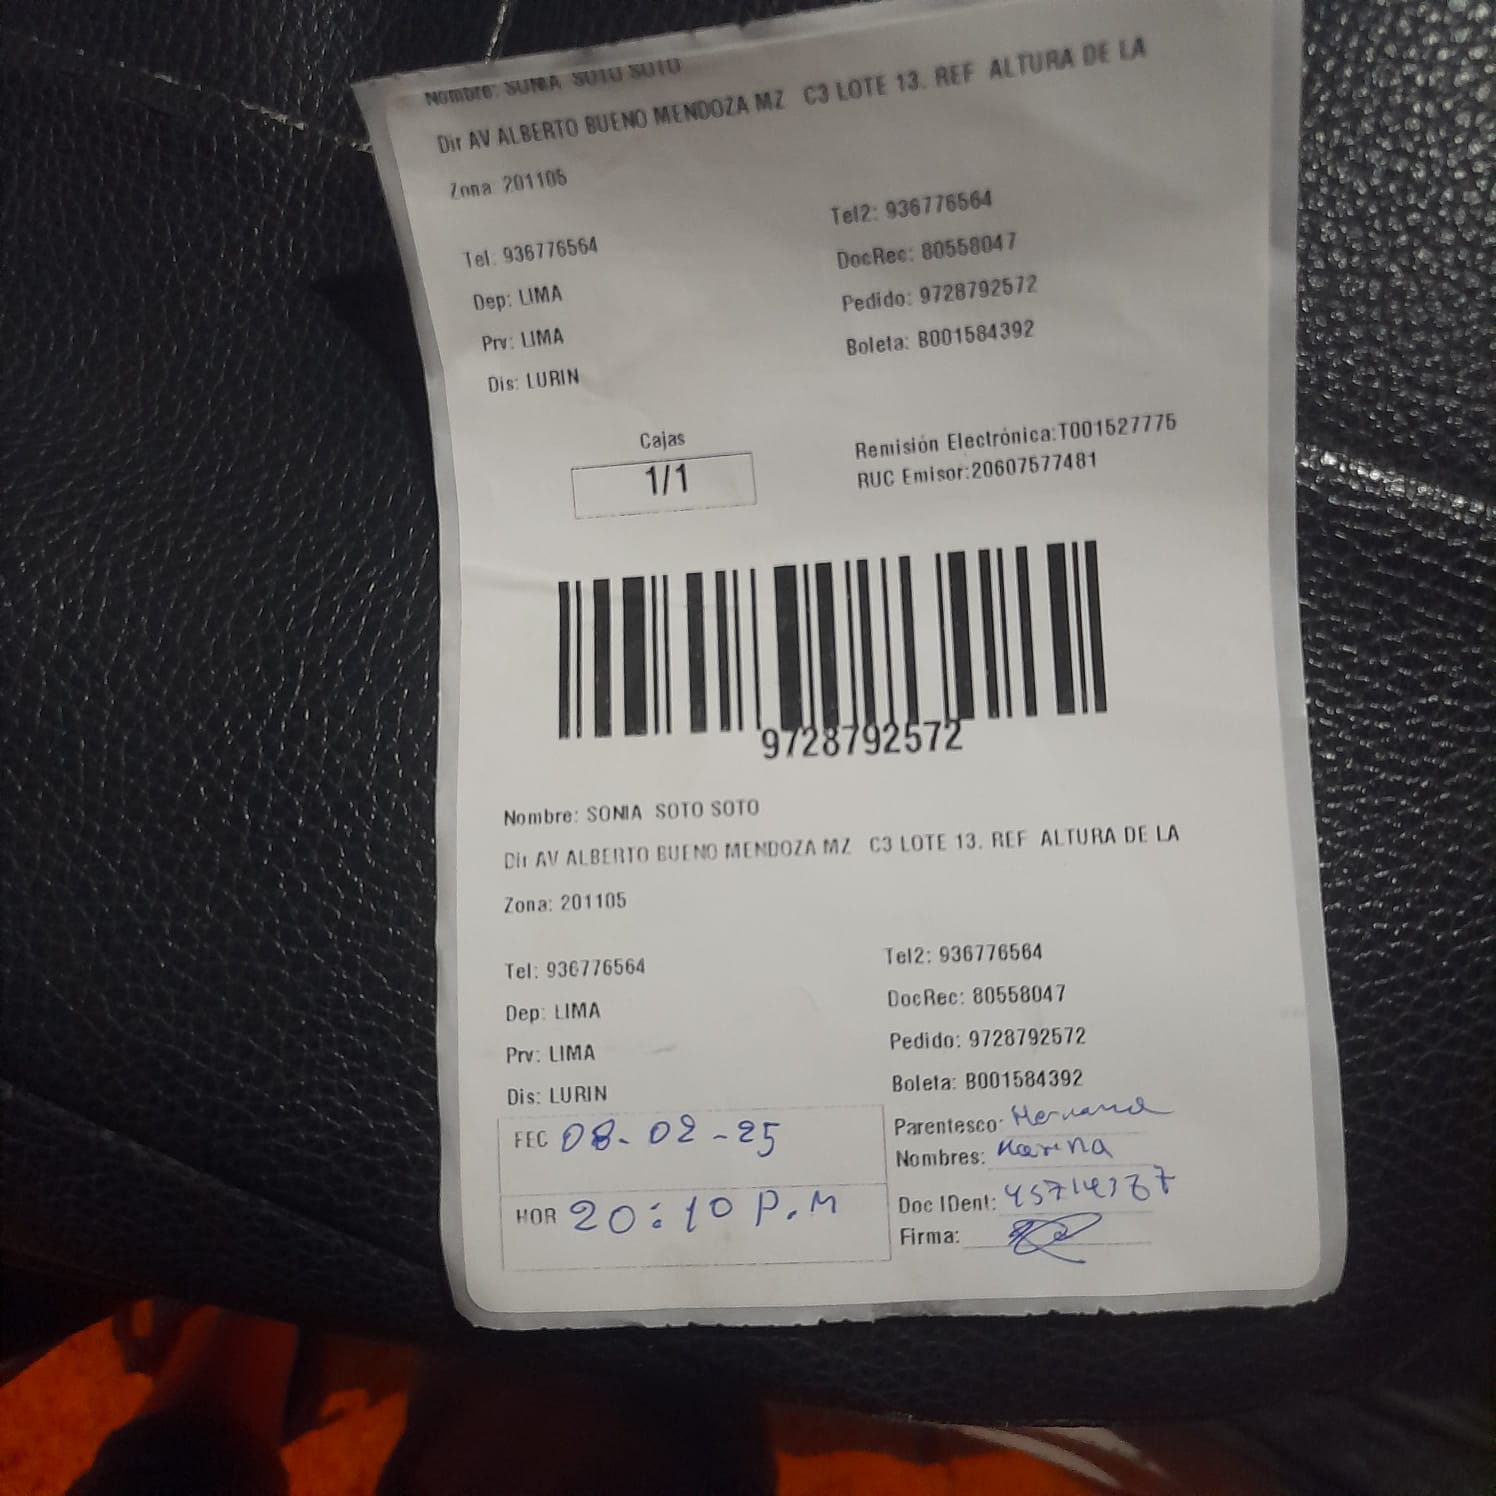 Nombre: SONIA SOTO SOTO
Dir AV ALBERTO BUENO MENDOZA MZ C3 LOTE 13. REF ALTURA DE LA
Zona: 201105
Tel: 936776564
Tel2: 936776564
Dep: LIMA
DocRec: 80558047
Prv: LIMA
Pedido: 9728792572
Dis: LURIN
Boleta: B001584392
Cajas
1/1
Remisión Electrónica:T001527775
RUC Emisor:20607577481
9728792572
Nombre: SONIA SOTO SOTO
Dir AV ALBERTO BUENO MENDOZA MZ C3 LOTE 13. REF ALTURA DE LA
Zona: 201105
Tel: 936776564
Tel2: 936776564
Dep: LIMA
DocRec: 80558047
Prv: LIMA
Pedido: 9728792572
Dis: LURIN
Boleta: B001584392
FEC 08-02-25
Parentesco: Hermana
Nombres: Karina
HOR 20:10 P.M
Doc IDent:
Firma: